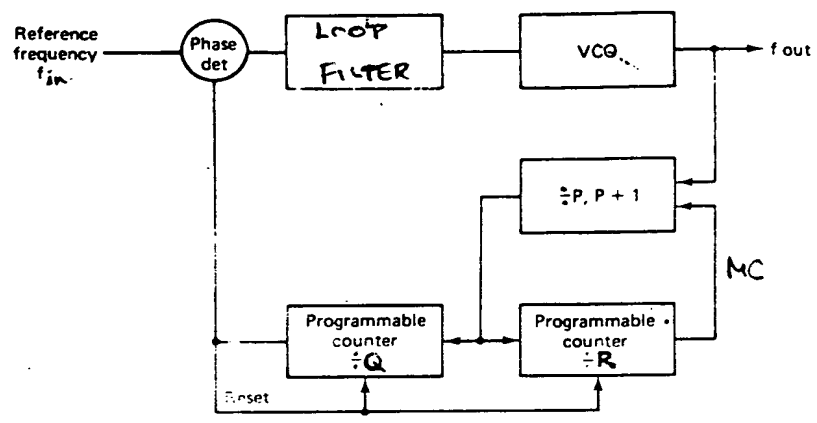 Reference
frequency
fin.
Phase
det
LOOP
FILTER
VCO
f out
÷P, P + 1
MC
Programmable
counter
÷Q
Programmable
counter
÷R
Reset